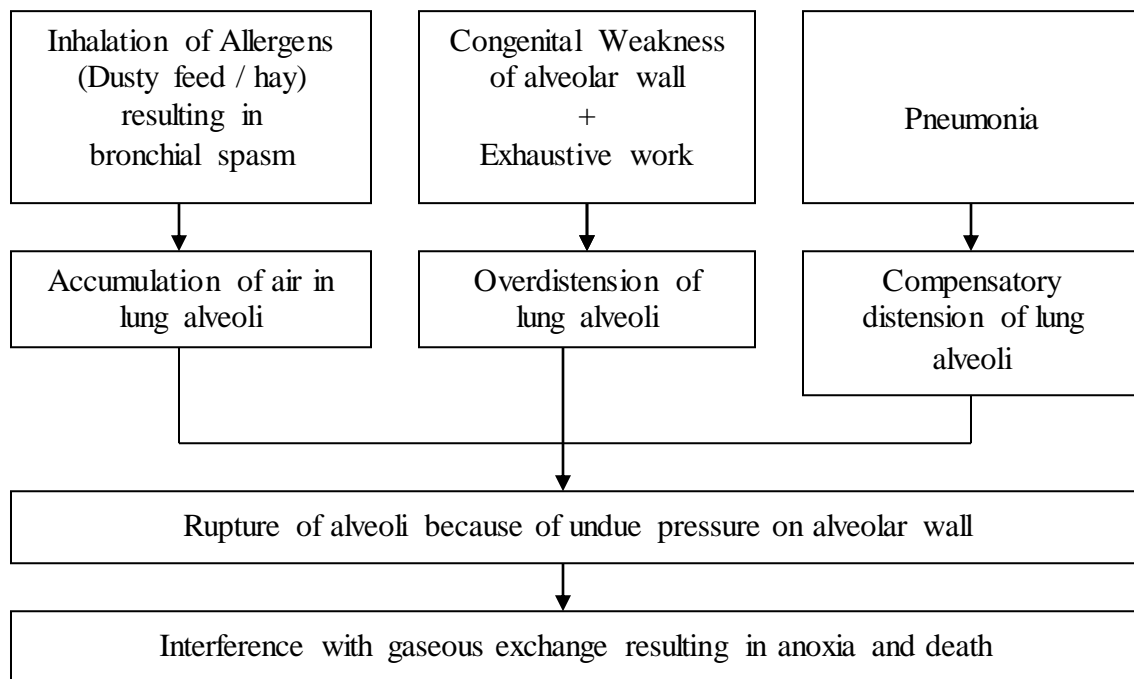 Inhalation of Allergens
(Dusty feed / hay)
resulting in
bronchial spasm
Congenital Weakness
of alveolar wall
+
Exhaustive work
Pneumonia
Accumulation of air in
lung alveoli
Overdistension of
lung alveoli
Compensatory
distension of lung
alveoli
Rupture of alveoli because of undue pressure on alveolar wall
Interference with gaseous exchange resulting in anoxia and death